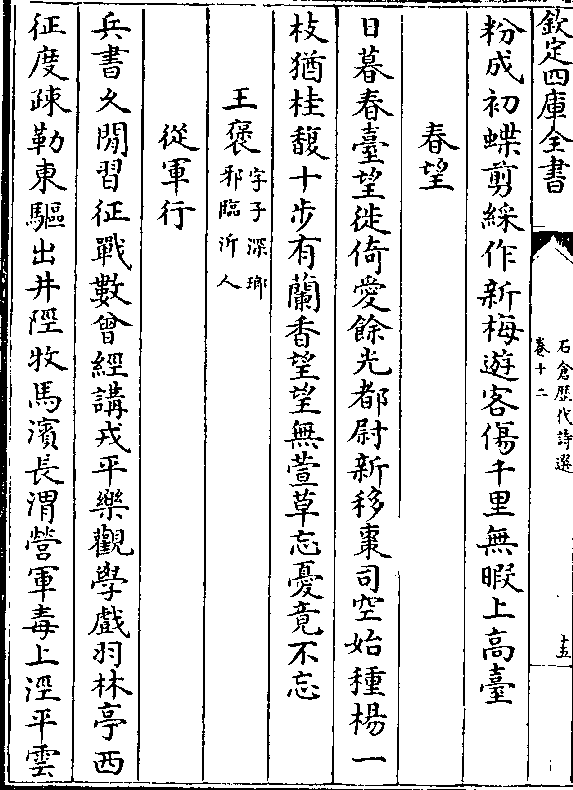 欽定四庫全書
石倉歷代詩選
卷十二
十五
粉成初蝶剪綵作新梅遊客傷千里無暇上高臺
春望
日暮春臺望徙倚愛餘光都尉新移棗司空始種楊一
枝猶桂馥十步有蘭香望望無萱草忘憂竟不忘
王褒
字子深瑯
邪臨沂人
從軍行
兵書久閒習征戰數曾經講戎平樂觀學戲羽林亭西
征度疎勒東驅出井陘牧馬濱長渭營軍毒上涇平雲